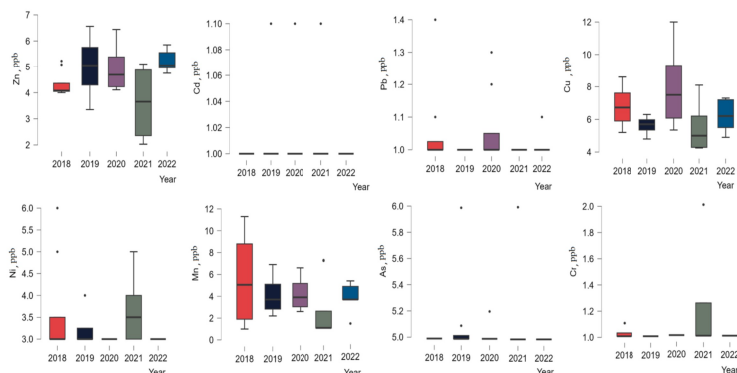 Zn, ppb
7
6
5
4
3
2
2018 2019 2020 2021 2022
Year
Cd, ppb
1.10
1.08
1.06
1.04
1.02
1.00
2018 2019 2020 2021 2022
Year
Pb, ppb
1.4
1.3
1.2
1.1
1.0
2018 2019 2020 2021 2022
Year
Cu, ppb
12
10
8
6
4
2018 2019 2020 2021 2022
Year
Ni, ppb
6.0
5.5
5.0
4.5
4.0
3.5
3.0
2018 2019 2020 2021 2022
Year
Mn, ppb
12
10
8
6
4
2
0
2018 2019 2020 2021 2022
Year
As, ppb
6.0
5.8
5.6
5.4
5.2
5.0
2018 2019 2020 2021 2022
Year
Cr, ppb
2.0
1.8
1.6
1.4
1.2
1.0
2018 2019 2020 2021 2022
Year